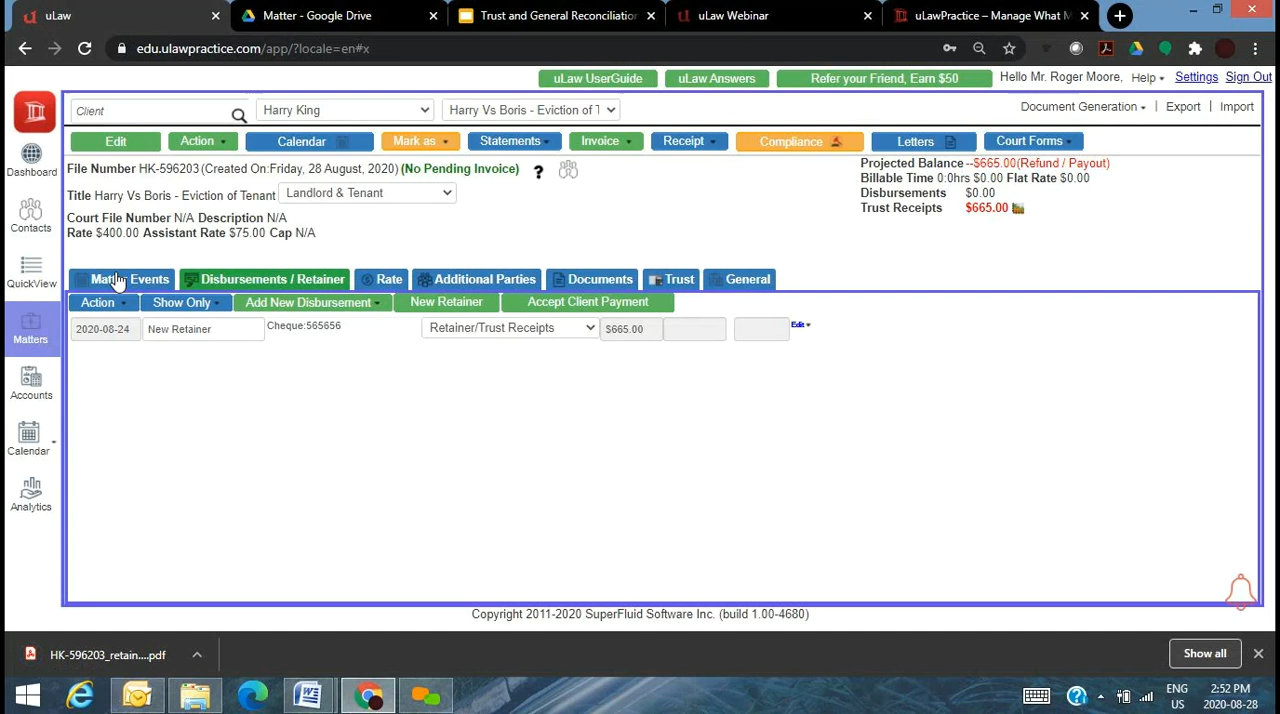 uLaw
Matter - Google Drive
Trust and General Reconciliation
uLaw Webinar
uLawPractice – Manage What M
edu.ulawpractice.com/app/?locale=en#x
uLaw UserGuide
uLaw Answers
Refer your Friend, Earn $50
Hello Mr. Roger Moore,
Help
Settings
Sign Out
Client
Harry King
Harry Vs Boris - Eviction of T
Document Generation
Export
Import
Edit
Action
Calendar
Mark as
Statements
Invoice
Receipt
Compliance
Letters
Court Forms
File Number HK-596203 (Created On:Friday, 28 August, 2020) (No Pending Invoice)
?
Title Harry Vs Boris - Eviction of Tenant
Landlord & Tenant
Court File Number N/A Description N/A
Rate $400.00 Assistant Rate $75.00 Cap N/A
Projected Balance --$665.00(Refund / Payout)
Billable Time 0:0hrs $0.00 Flat Rate $0.00
Disbursements $0.00
Trust Receipts $665.00
Dashboard
Contacts
QuickView
Matters
Accounts
Calendar
Analytics
Matter Events
Disbursements / Retainer
Rate
Additional Parties
Documents
Trust
General
Action
Show Only
Add New Disbursement
New Retainer
Accept Client Payment
2020-08-24
New Retainer
Cheque:565656
Retainer/Trust Receipts
$665.00
Edit
Copyright 2011-2020 SuperFluid Software Inc. (build 1.00-4680)
HK-596203_retain....pdf
Show all
ENG
US
2:52 PM
2020-08-28